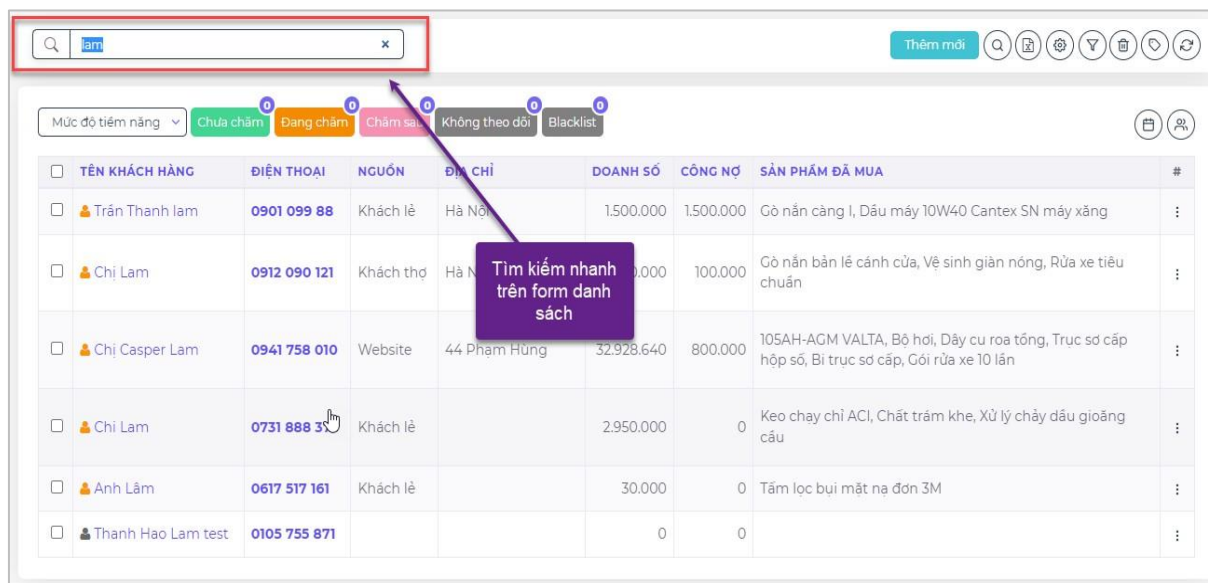 lam ×
Thêm mới
Mức độ tiềm năng Chưa chăm 0 Đang chăm 0 Chăm sau 0 Không theo dõi 0 Blacklist 0
TÊN KHÁCH HÀNG ĐIỆN THOẠI NGUỒN ĐỊA CHỈ DOANH SỐ CÔNG NỢ SẢN PHẨM ĐÃ MUA #
Trần Thanh lam 0901 099 88 Khách lẻ Hà Nội 1.500.000 1.500.000 Gò nắn càng I, Dầu máy 10W40 Cantex SN máy xăng
Chị Lam 0912 090 121 Khách thợ Hà 100.000 Gò nắn bản lề cánh cửa, Vệ sinh giàn nóng, Rửa xe tiêu
chuẩn
Tìm kiếm nhanh
trên form danh
sách
Chị Casper Lam 0941 758 010 Website 44 Phạm Hùng 32.928.640 800.000 105AH-AGM VALTA, Bộ hơi, Dây cu roa tổng, Trục sơ cấp
hộp số, Bi trục sơ cấp, Gói rửa xe 10 lần
Chi Lam 0731 888 Khách lẻ 2.950.000 0 Keo chạy chỉ ACI, Chất trám khe, Xử lý chảy dầu gioăng
cầu
Anh Lâm 0617 517 161 Khách lẻ 30.000 0 Tấm lọc bụi mặt nạ đơn 3M
Thanh Hao Lam test 0105 755 871 0 0